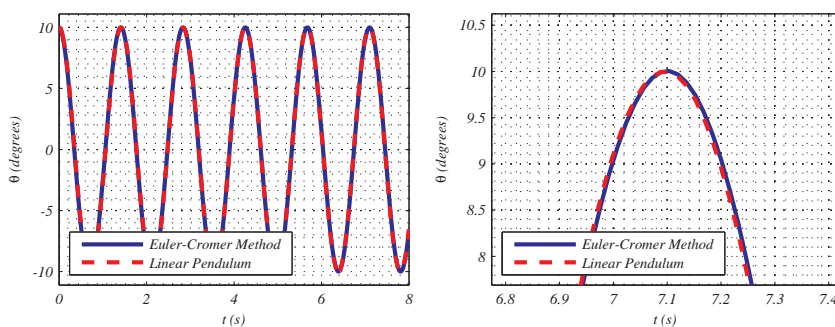 10
5
0
-5
-10
θ (degrees)
0
2
4
6
8
t (s)
Euler-Cromer Method
Linear Pendulum
10.5
10
9.5
9
8.5
8
θ (degrees)
6.8
6.9
7
7.1
7.2
7.3
7.4
t (s)
Euler-Cromer Method
Linear Pendulum